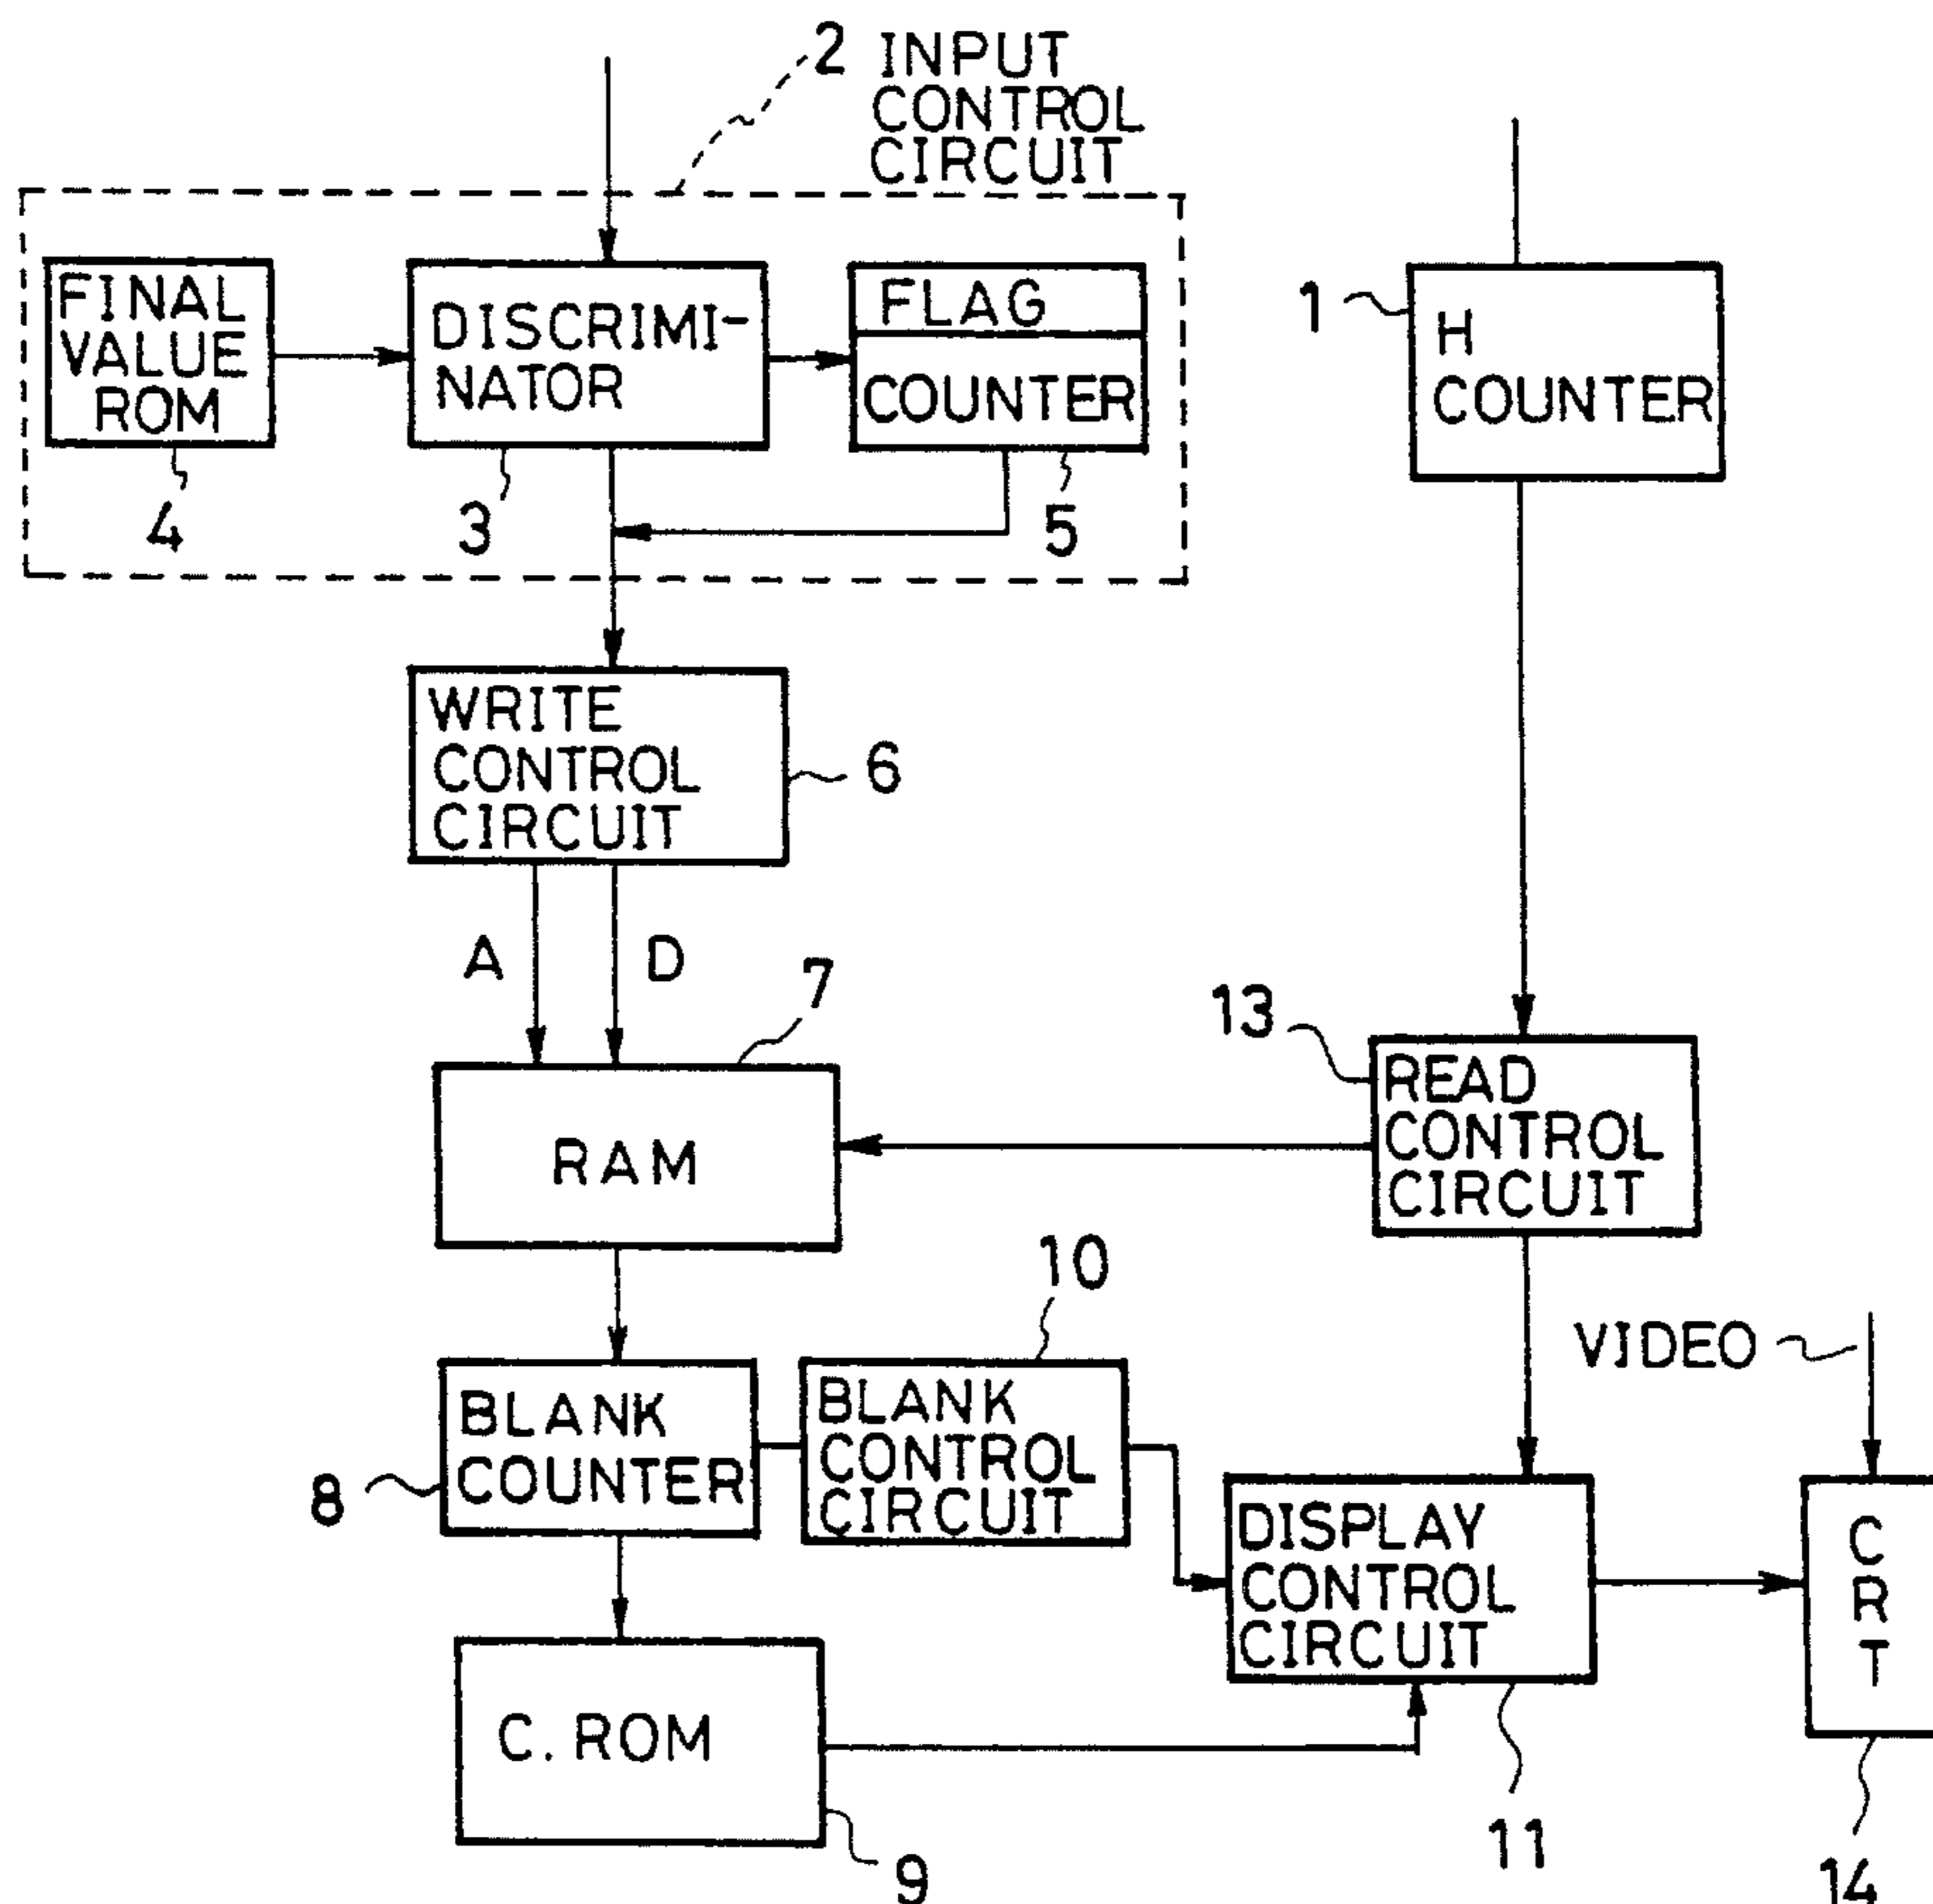 2 INPUT
CONTROL
CIRCUIT
FINAL
VALUE
ROM
4
DISCRIMI-
NATOR
3
FLAG
COUNTER
5
1
H
COUNTER
WRITE
CONTROL
CIRCUIT
6
A
D
7
RAM
13
READ
CONTROL
CIRCUIT
BLANK
COUNTER
8
10
BLANK
CONTROL
CIRCUIT
VIDEO
DISPLAY
CONTROL
CIRCUIT
11
C
R
T
14
C. ROM
9